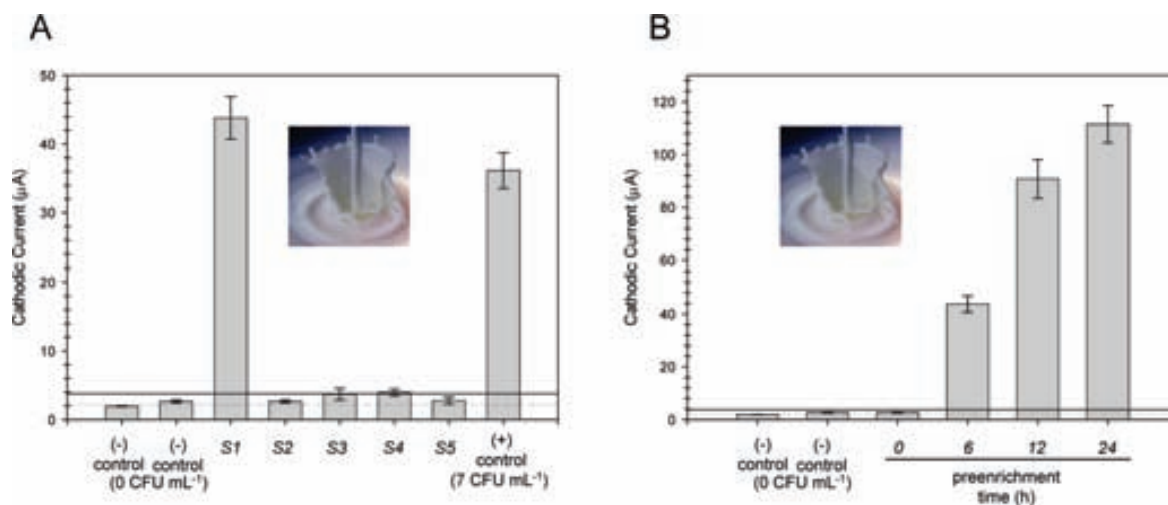 A
B
50
40
30
20
10
0
Cathodic Current (μA)
(-)
control
(-)
control
(0 CFU mL⁻¹)
S1
S2
S3
S4
S5
(+)
control
(7 CFU mL⁻¹)
120
100
80
60
40
20
0
Cathodic Current (μA)
(-)
control
(-)
control
(0 CFU mL⁻¹)
0
6
12
24
preenrichment
time (h)